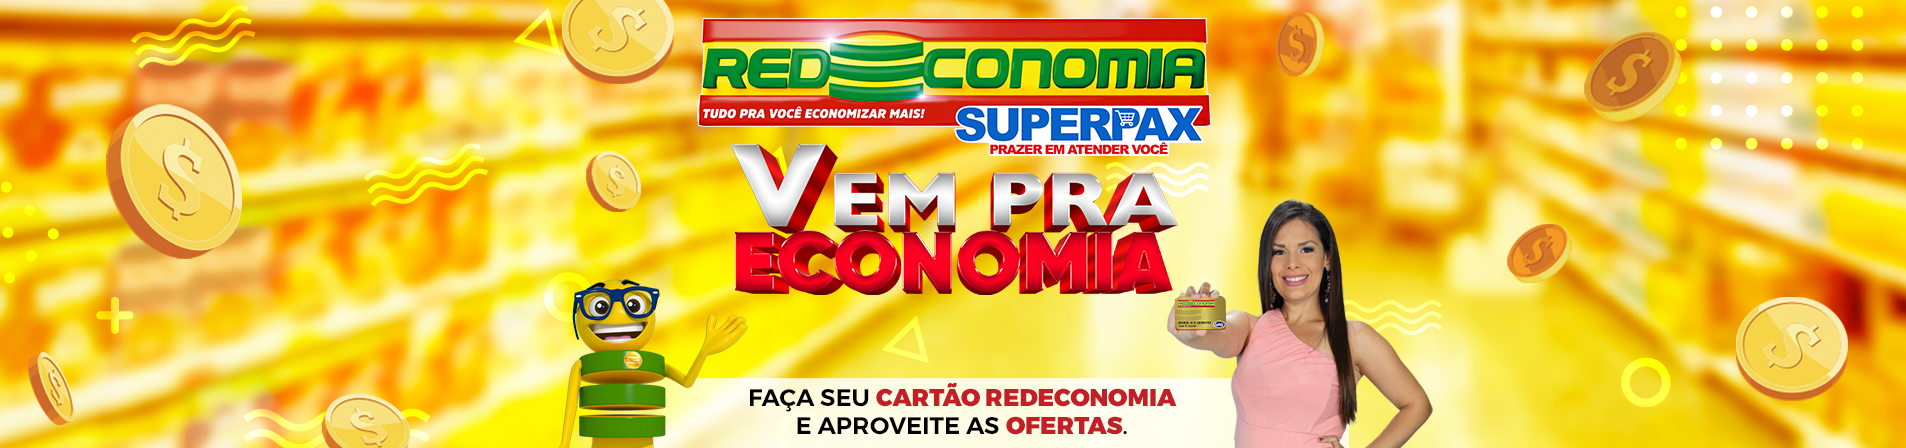 REDECONOMIA
TUDO PRA VOCÊ ECONOMIZAR MAIS!
SUPERPAX
PRAZER EM ATENDER VOCÊ
VEM PRA
ECONOMIA
REDECONOMIA
FAÇA SEU CARTÃO REDECONOMIA
E APROVEITE AS OFERTAS.